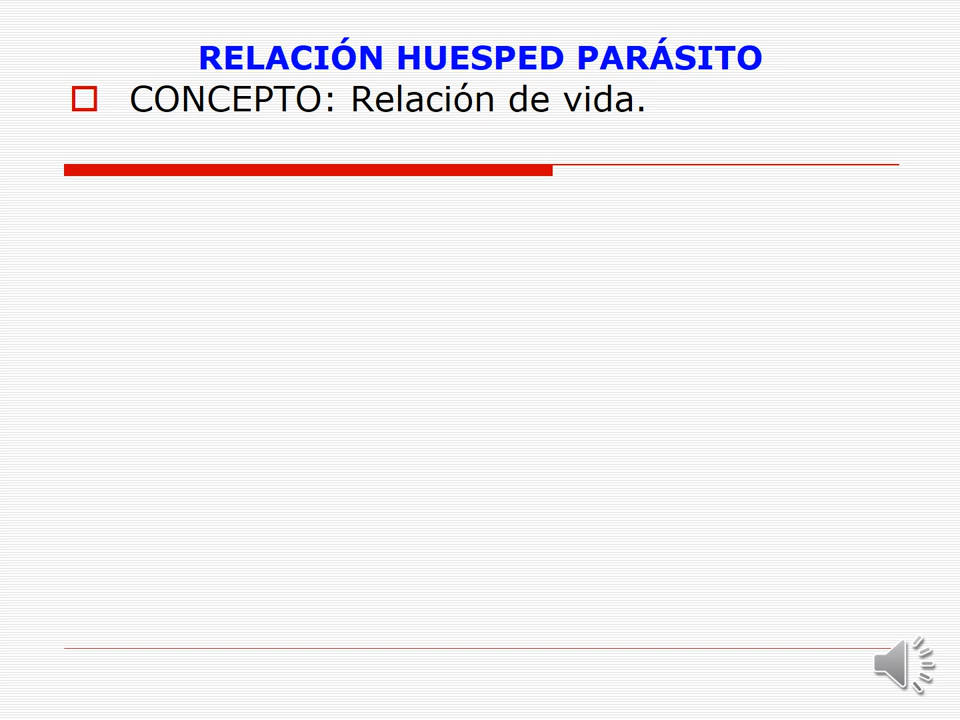 RELACIÓN HUESPED PARÁSITO
CONCEPTO: Relación de vida.